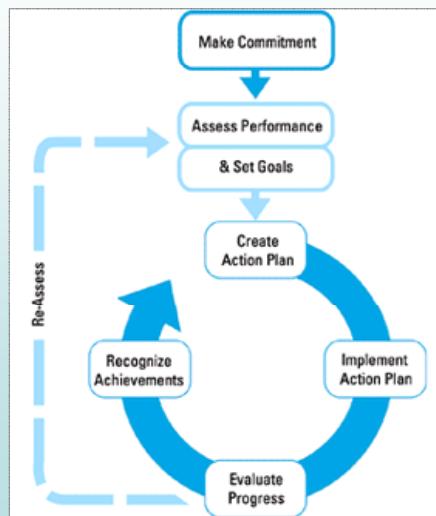 Make Commitment
Assess Performance
& Set Goals
Create
Action Plan
Re-Assess
Recognize
Achievements
Implement
Action Plan
Evaluate
Progress